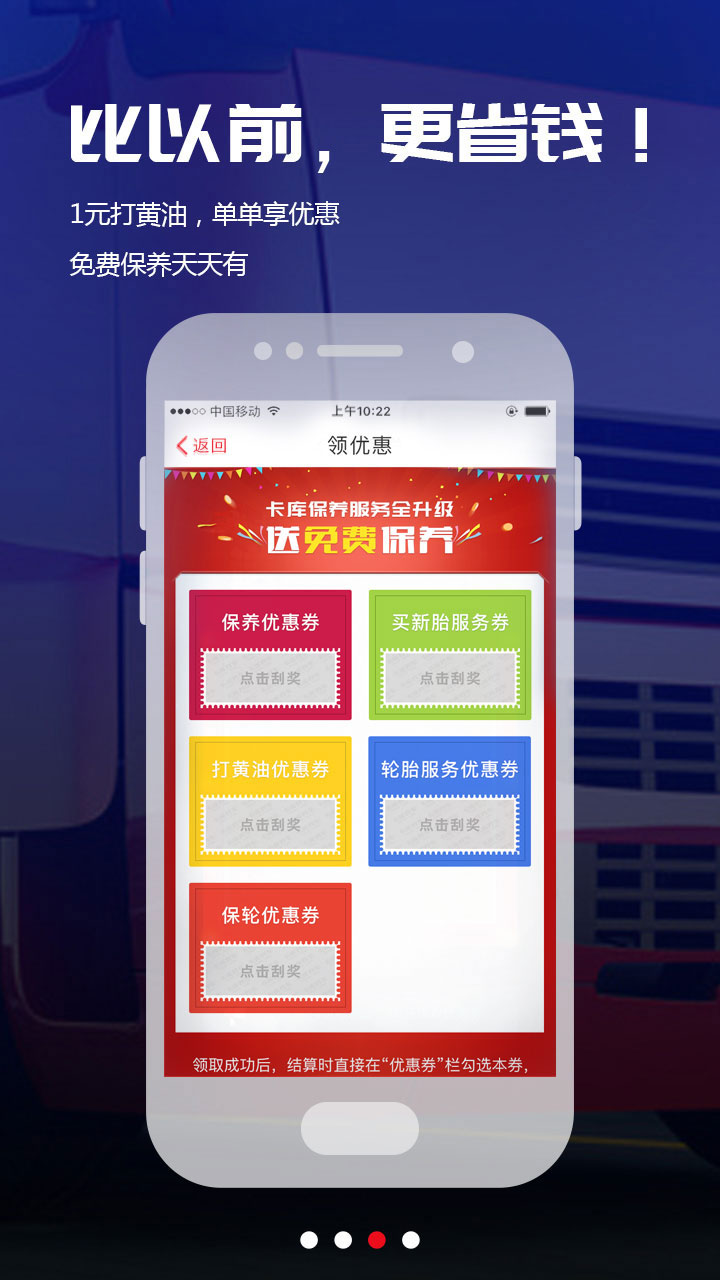 比以前，更省钱！
1元打黄油，单单享优惠
免费保养天天有
中国移动
上午10:22
返回
领优惠
卡库保养服务全升级
送免费保养
保养优惠券
买新胎服务券
点击刮奖
点击刮奖
打黄油优惠券
轮胎服务优惠券
点击刮奖
点击刮奖
保轮优惠券
点击刮奖
领取成功后，结算时直接在“优惠券”栏勾选本券，